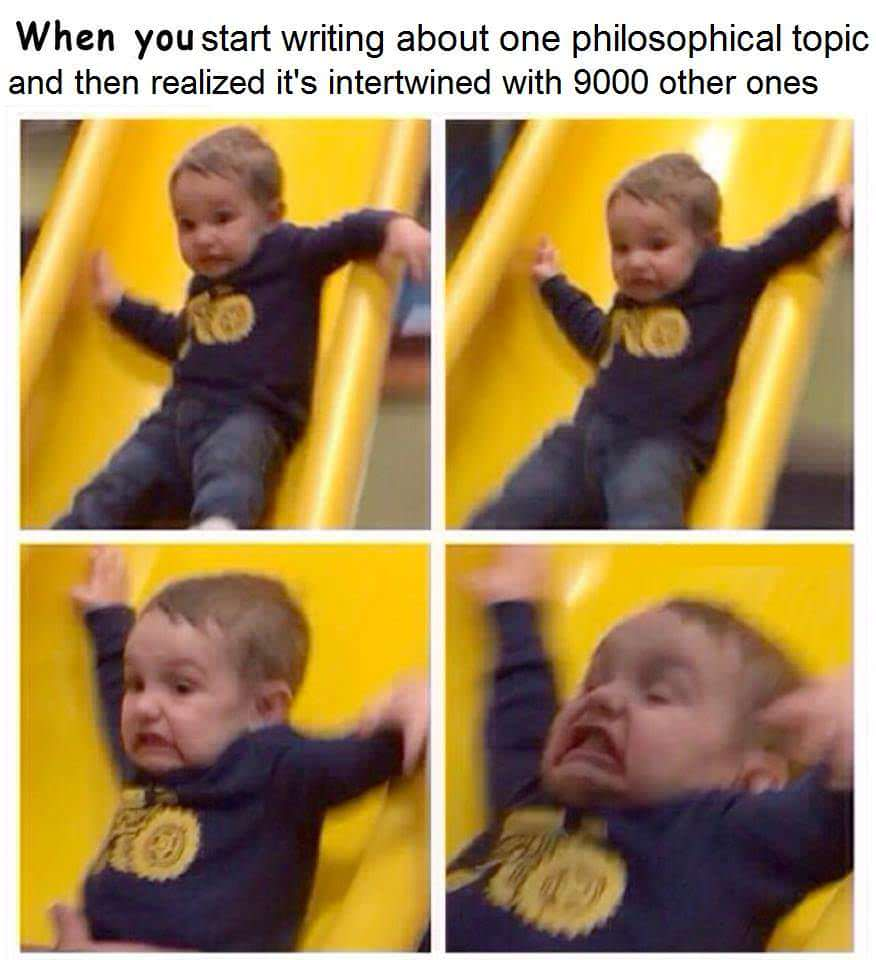 When you start writing about one philosophical topic
and then realized it's intertwined with 9000 other ones